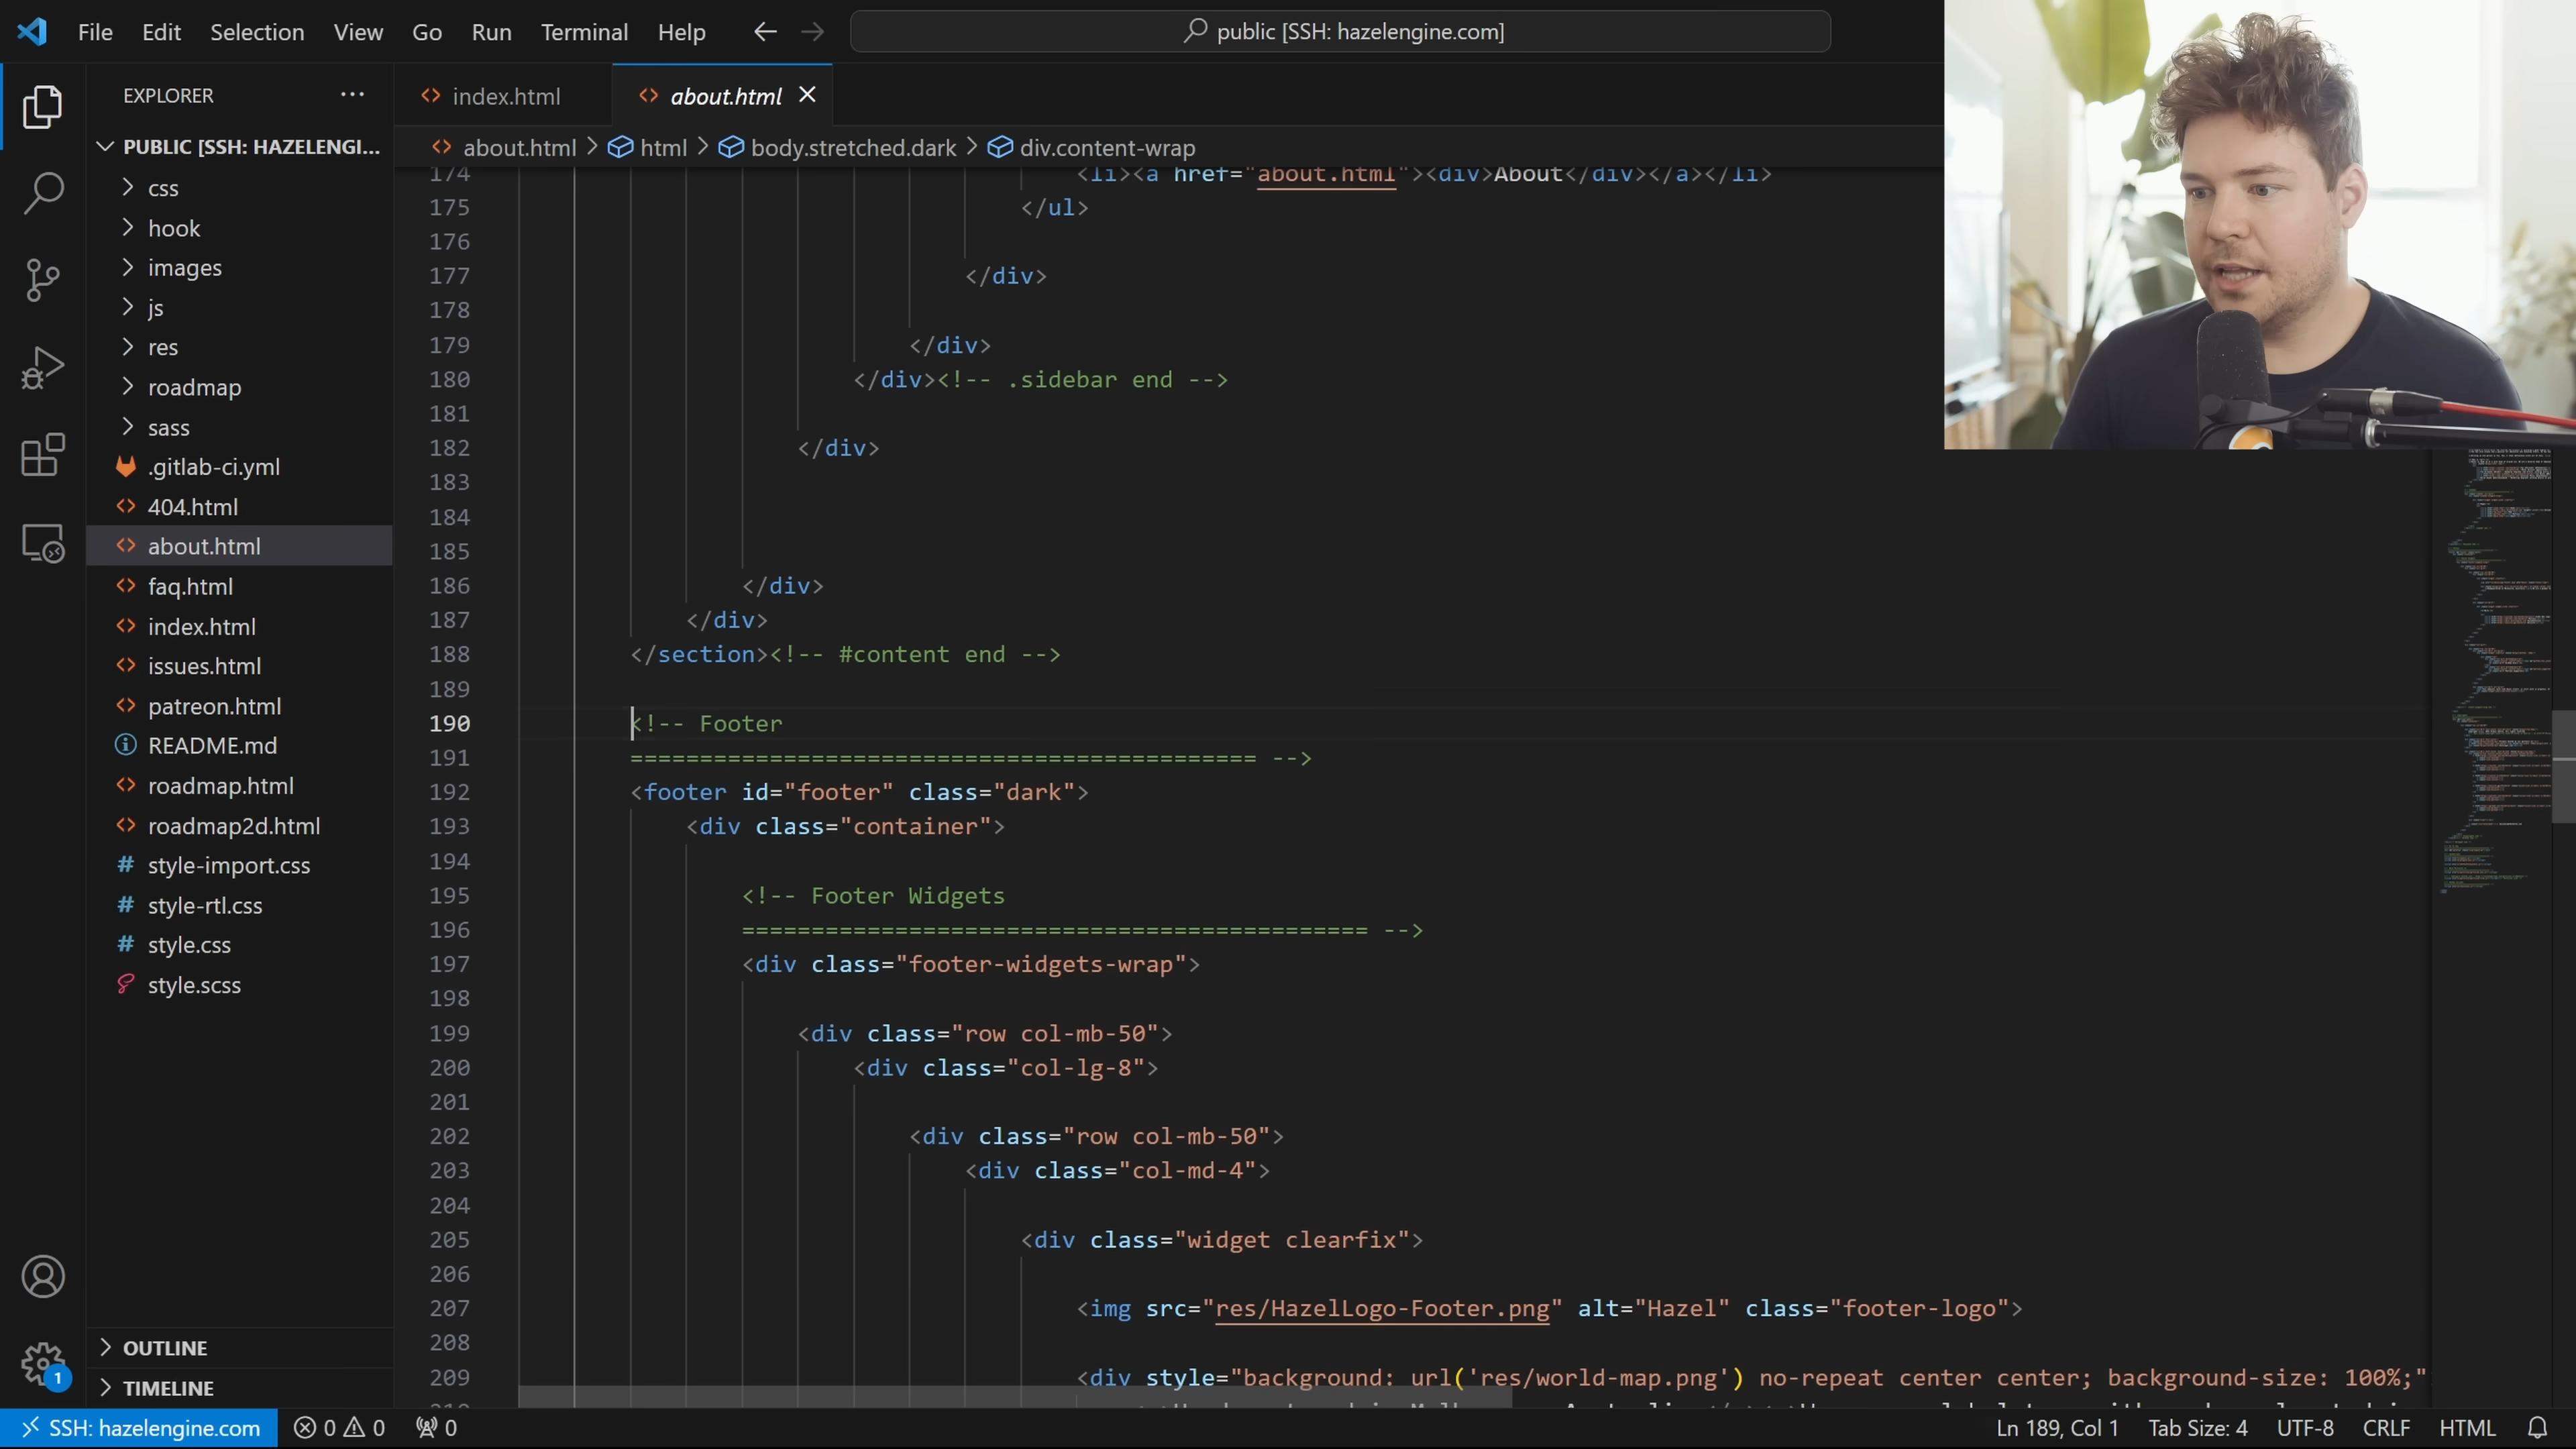 File Edit Selection View Go Run Terminal Help
public [SSH: hazelengine.com]
EXPLORER
index.html
about.html
PUBLIC [SSH: HAZELENGI...
about.html > html > body.stretched.dark > div.content-wrap
css
hook
images
js
res
roadmap
sass
.gitlab-ci.yml
404.html
about.html
faq.html
index.html
issues.html
patreon.html
README.md
roadmap.html
roadmap2d.html
style-import.css
style-rtl.css
style.css
style.scss
OUTLINE
TIMELINE
174 <li><a href="about.html"><div>About</div></a></li>
175 </ul>
176
177 </div>
178
179 </div>
180 </div><!-- .sidebar end -->
181
182 </div>
183
184
185
186 </div>
187 </div>
188 </section><!-- #content end -->
189
190 <!-- Footer
191 ============================================= -->
192 <footer id="footer" class="dark">
193 <div class="container">
194
195 <!-- Footer Widgets
196 ============================================= -->
197 <div class="footer-widgets-wrap">
198
199 <div class="row col-mb-50">
200 <div class="col-lg-8">
201
202 <div class="row col-mb-50">
203 <div class="col-md-4">
204
205 <div class="widget clearfix">
206
207 <img src="res/HazelLogo-Footer.png" alt="Hazel" class="footer-logo">
208
209 <div style="background: url('res/world-map.png') no-repeat center center; background-size: 100%;"
1
SSH: hazelengine.com 0 0 0
Ln 189, Col 1 Tab Size: 4 UTF-8 CRLF HTML